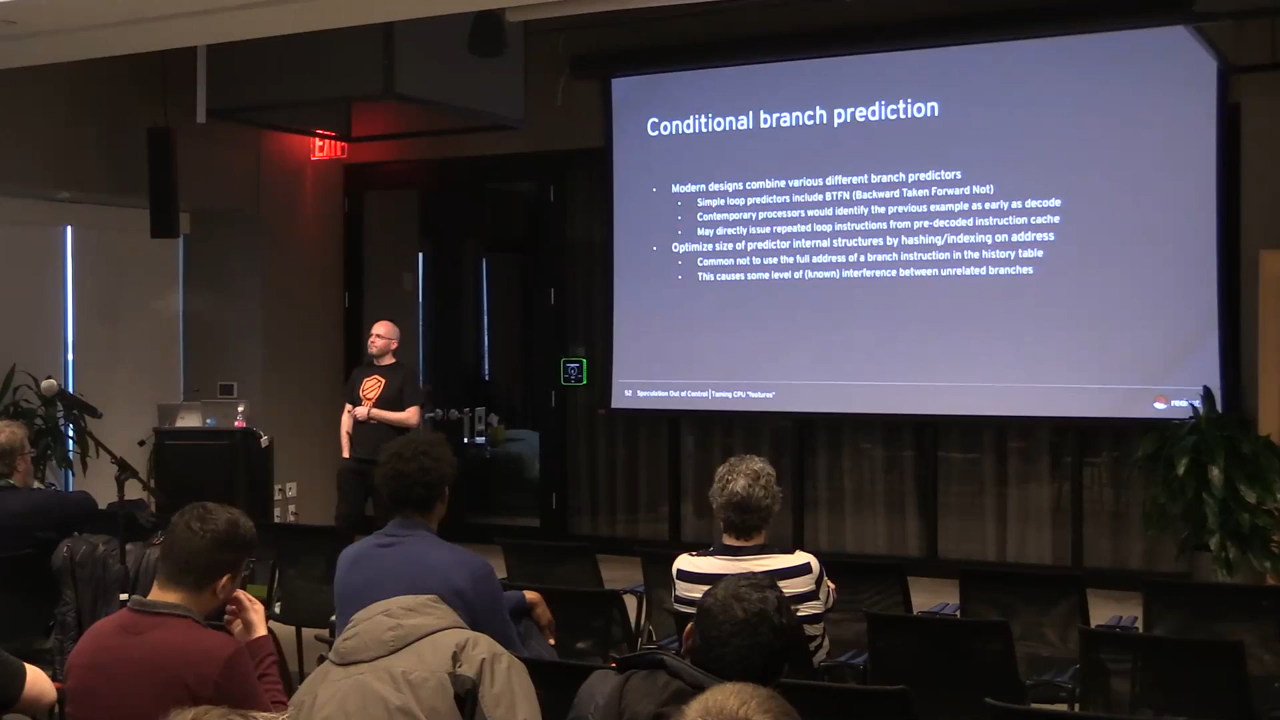 EXIT
Conditional branch prediction
Modern designs combine various different branch predictors
Simple loop predictors include BTFN (Backward Taken Forward Not)
Contemporary processors would identify the previous example as early as decode
May directly issue repeated loop instructions from pre-decoded instruction cache
Optimize size of predictor internal structures by hashing/indexing on address
Common not to use the full address of a branch instruction in the history table
This causes some level of (known) interference between unrelated branches
52 Speculation Out of Control | Taming CPU "features"